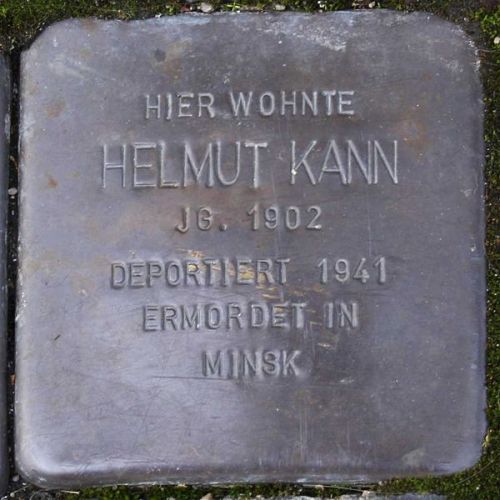 HIER WOHNTE
HELMUT KANN
JG. 1902
DEPORTIERT 1941
ERMORDET IN
MINSK